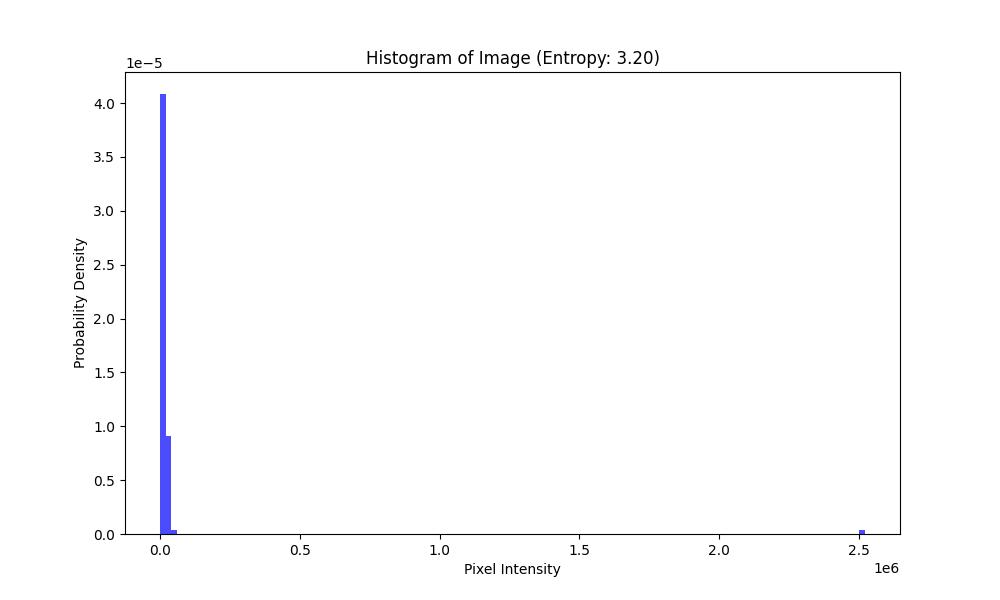 Histogram of Image (Entropy: 3.20)
1e−5
4.0
3.5
3.0
2.5
2.0
1.5
1.0
0.5
0.0
Probability Density
0.0 0.5 1.0 1.5 2.0 2.5
1e6
Pixel Intensity